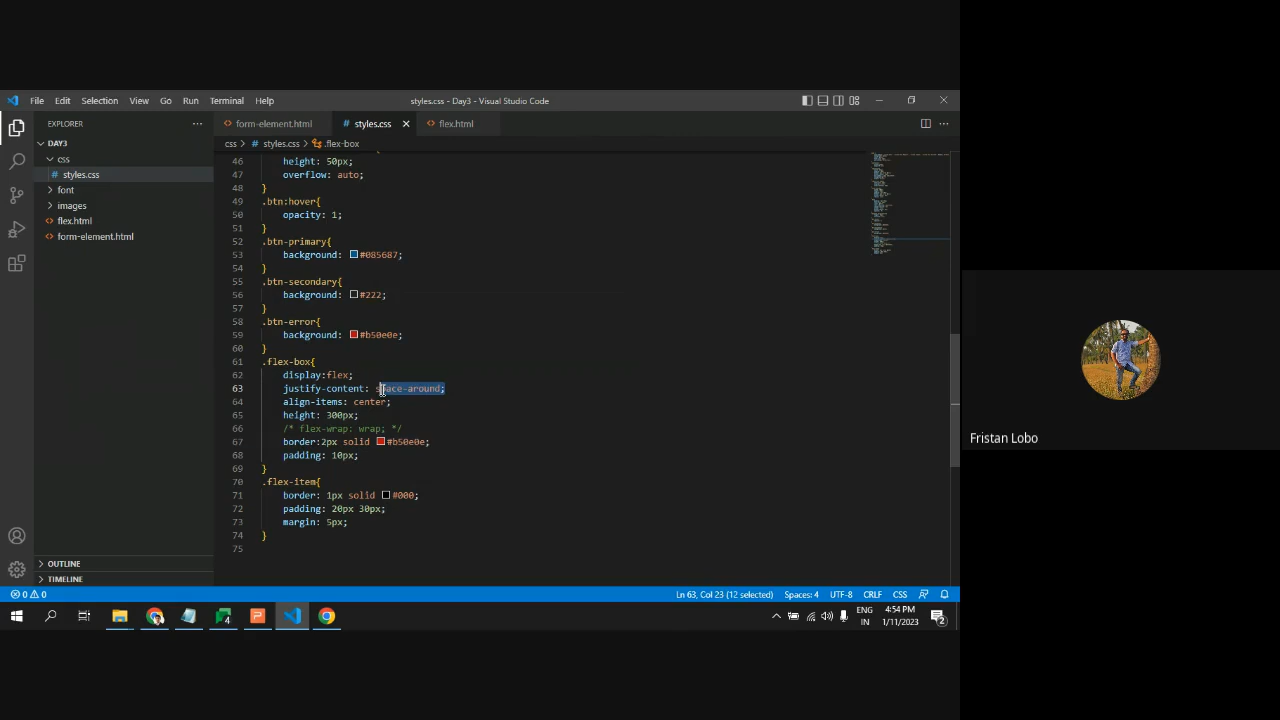 File Edit Selection View Go Run Terminal Help
styles.css - Day3 - Visual Studio Code
EXPLORER
form-element.html
styles.css
flex.html
DAY3
css
styles.css
font
images
flex.html
form-element.html
OUTLINE
TIMELINE
css > styles.css > .flex-box
46 height: 50px;
47 overflow: auto;
48 }
49 .btn:hover{
50 opacity: 1;
51 }
52 .btn-primary{
53 background: #085687;
54 }
55 .btn-secondary{
56 background: #222;
57 }
58 .btn-error{
59 background: #b50e0e;
60 }
61 .flex-box{
62 display:flex;
63 justify-content: space-around;
64 align-items: center;
65 height: 300px;
66 /* flex-wrap: wrap; */
67 border:2px solid #b50e0e;
68 padding: 10px;
69 }
70 .flex-item{
71 border: 1px solid #000;
72 padding: 20px 30px;
73 margin: 5px;
74 }
75
0 0
Ln 63, Col 23 (12 selected)
Spaces: 4
UTF-8
CRLF
CSS
4
ENG
IN
4:54 PM
1/11/2023
2
Fristan Lobo